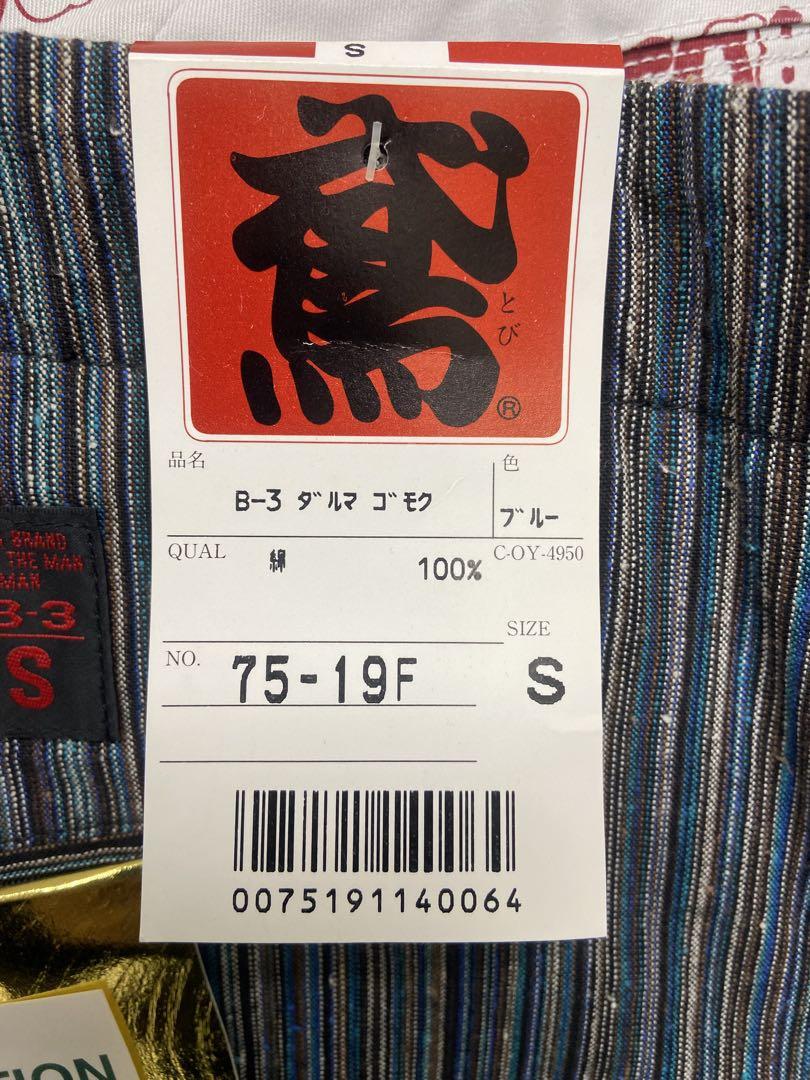 S
鳶
とび
®
品名
色
B-3 ダルマ ゴモク
ブルー
QUAL
綿
100%
C-OY-4950
SIZE
NO.
75-19F
S
0075191140064
BRAND
THE MAN
MAN
B-3
S
TION